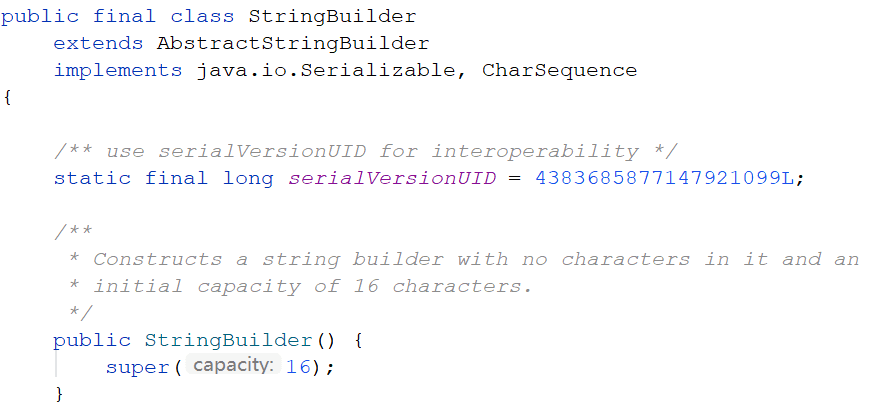 public final class StringBuilder
    extends AbstractStringBuilder
    implements java.io.Serializable, CharSequence
{
    /** use serialVersionUID for interoperability */
    static final long serialVersionUID = 4383685877147921099L;
    /**
     * Constructs a string builder with no characters in it and an
     * initial capacity of 16 characters.
     */
    public StringBuilder() {
        super( capacity: 16);
    }